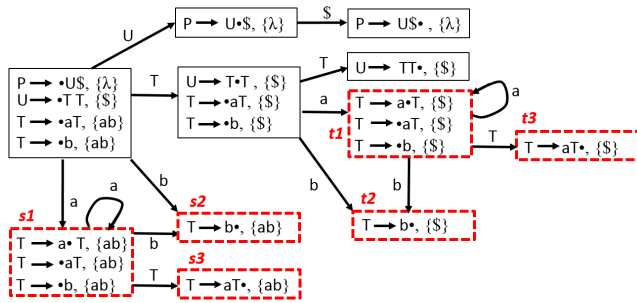 U
P → U•$, {λ}
$
P → U$• , {λ}
P → •U$, {λ}
U → •T T, {$}
T → •aT, {ab}
T → •b, {ab}
T
U → T•T , {$}
T → •aT, {$}
T → •b, {$}
T
U → TT•, {$}
a
t1
T → a•T, {$}
T → •aT, {$}
T → •b, {$}
a
T
t3
T → aT•, {$}
b
t2
b
T → b•, {$}
a
b
s2
T → b•, {ab}
s1
a
T → a• T, {ab}
T → •aT, {ab}
T → •b, {ab}
b
T
s3
T → aT•, {ab}